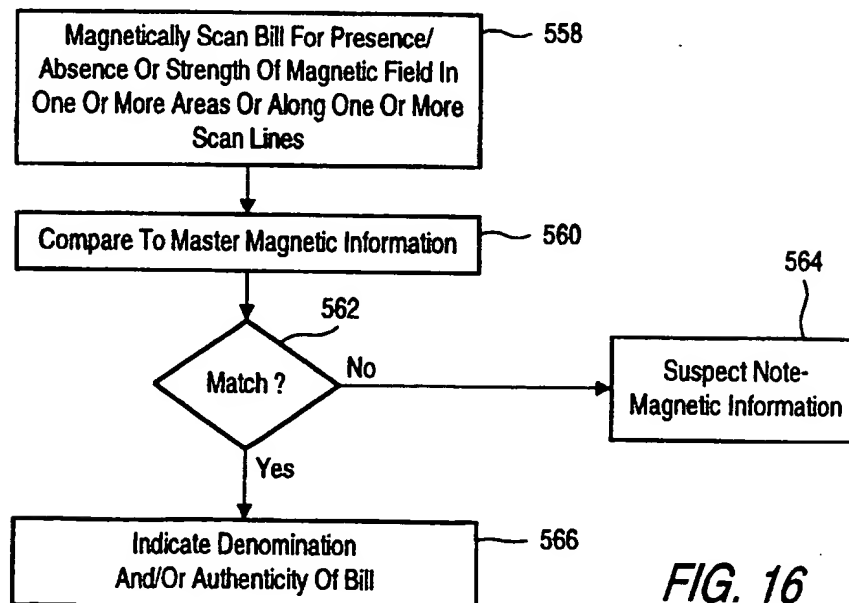 Magnetically Scan Bill For Presence/
Absence Or Strength Of Magnetic Field In
One Or More Areas Or Along One Or More
Scan Lines
558
Compare To Master Magnetic Information
560
562
Match ?
No
564
Suspect Note-
Magnetic Information
Yes
Indicate Denomination
And/Or Authenticity Of Bill
566
FIG. 16